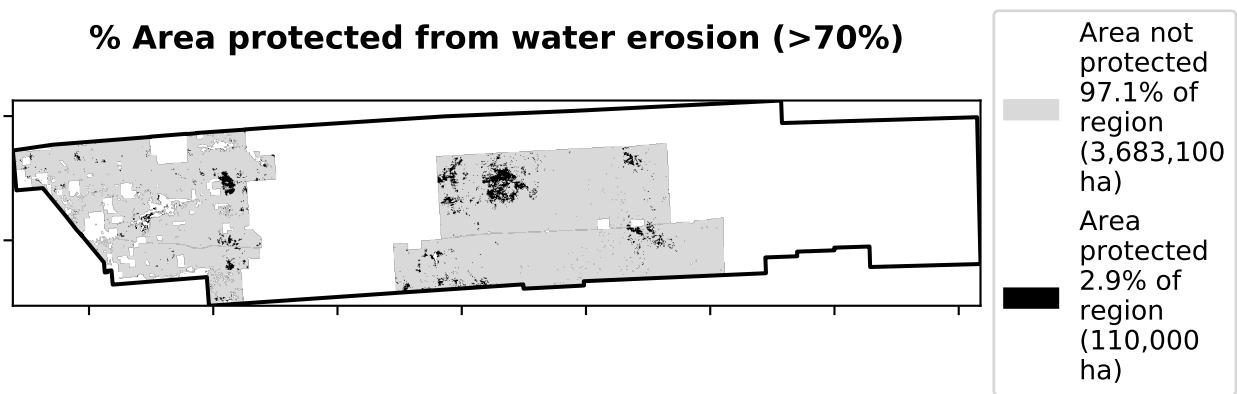 % Area protected from water erosion (>70%)
Area not
protected
97.1% of
region
(3,683,100
ha)
Area
protected
2.9% of
region
(110,000
ha)